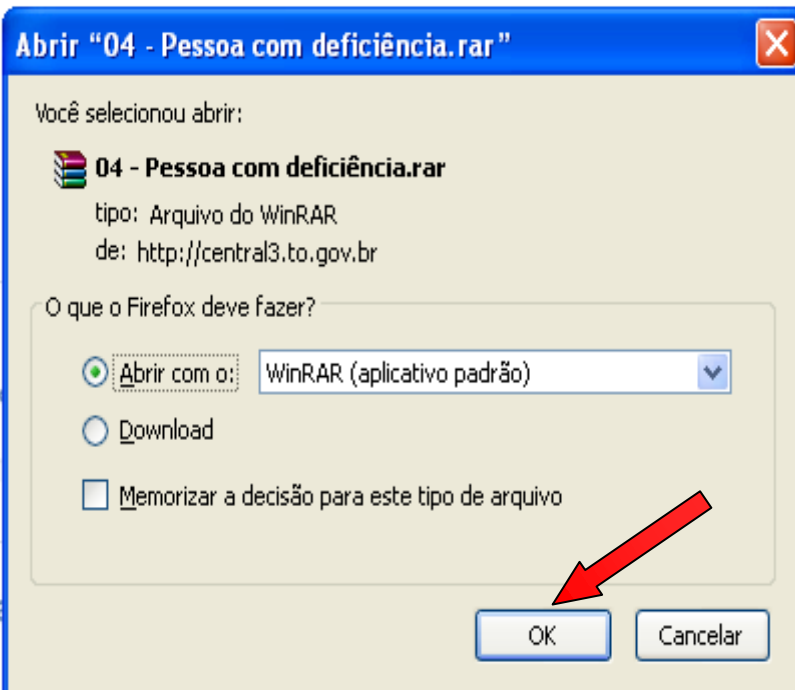 Abrir “04 - Pessoa com deficiência.rar”
Você selecionou abrir:
04 - Pessoa com deficiência.rar
tipo: Arquivo do WinRAR
de: http://central3.to.gov.br
O que o Firefox deve fazer?
Abrir com o: WinRAR (aplicativo padrão)
Download
Memorizar a decisão para este tipo de arquivo
OK Cancelar